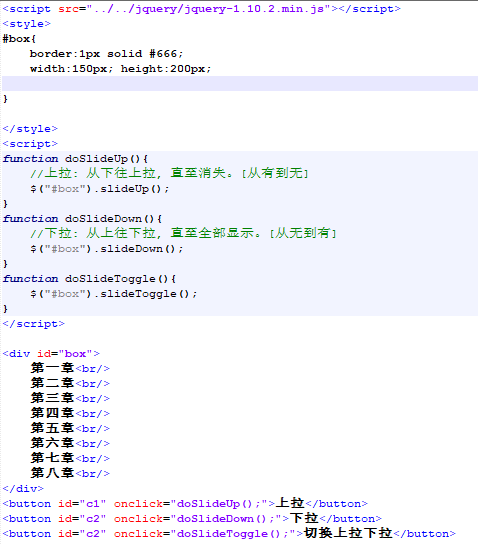 <script src="../../jquery/jquery-1.10.2.min.js"></script>
<style>
#box{
    border:1px solid #666;
    width:150px; height:200px;
}
</style>
<script>
function doSlideUp(){
    //上拉: 从下往上拉, 直至消失。[从有到无]
    $("#box").slideUp();
}
function doSlideDown(){
    //下拉: 从上往下拉, 直至全部显示。[从无到有]
    $("#box").slideDown();
}
function doSlideToggle(){
    $("#box").slideToggle();
}
</script>
<div id="box">
    第一章<br/>
    第二章<br/>
    第三章<br/>
    第四章<br/>
    第五章<br/>
    第六章<br/>
    第七章<br/>
    第八章<br/>
</div>
<button id="c1" onclick="doSlideUp();">上拉</button>
<button id="c2" onclick="doSlideDown();">下拉</button>
<button id="c2" onclick="doSlideToggle();">切换上拉下拉</button>